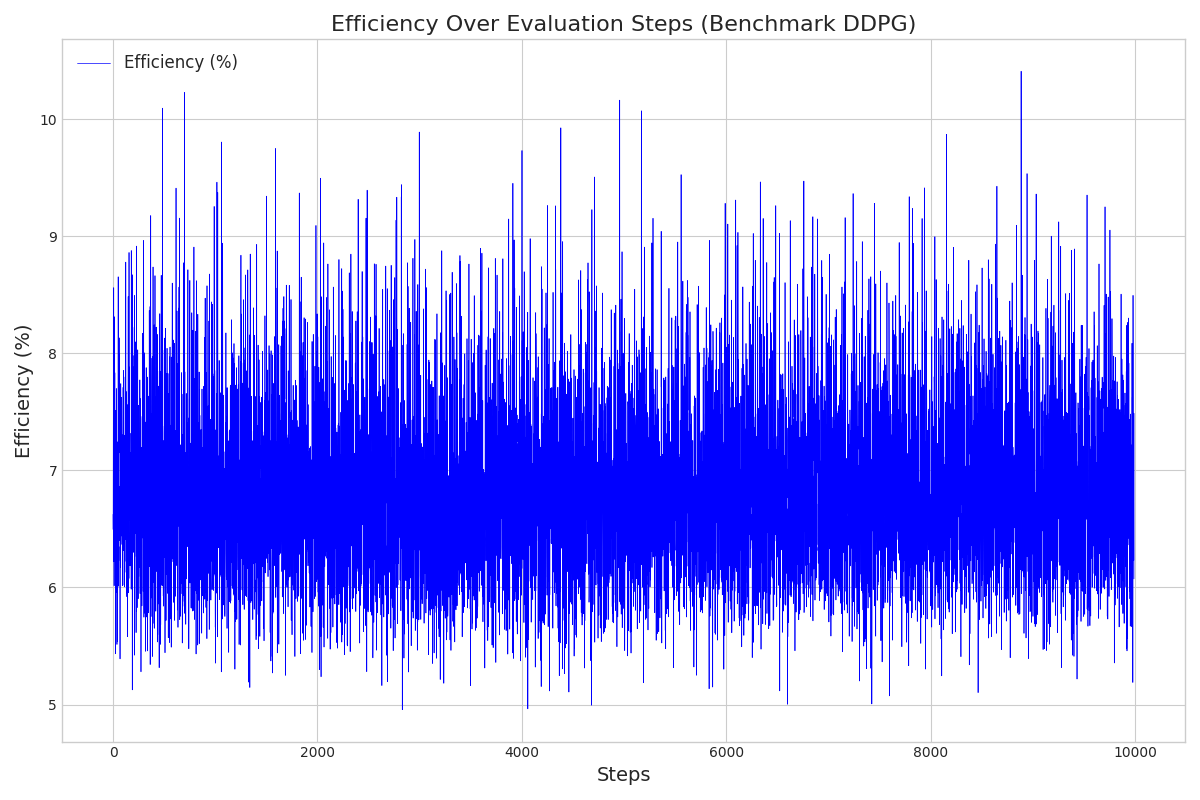 Efficiency Over Evaluation Steps (Benchmark DDPG)
Efficiency (%)
10
9
8
7
6
5
Efficiency (%)
0 2000 4000 6000 8000 10000
Steps